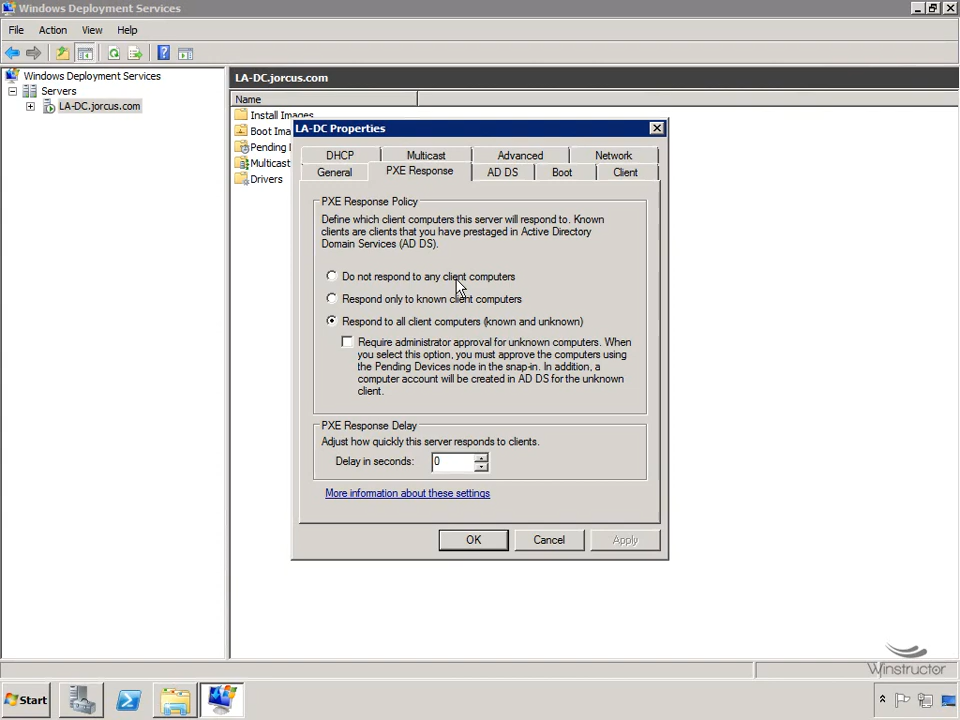 Windows Deployment Services
File Action View Help
Windows Deployment Services
Servers
LA-DC.jorcus.com
LA-DC.jorcus.com
Name
Install Images
Boot Ima
Pending
Multicast
Drivers
LA-DC Properties
DHCP Multicast Advanced Network
General PXE Response AD DS Boot Client
PXE Response Policy
Define which client computers this server will respond to. Known
clients are clients that you have prestaged in Active Directory
Domain Services (AD DS).
Do not respond to any client computers
Respond only to known client computers
Respond to all client computers (known and unknown)
Require administrator approval for unknown computers. When
you select this option, you must approve the computers using
the Pending Devices node in the snap-in. In addition, a
computer account will be created in AD DS for the unknown
client.
PXE Response Delay
Adjust how quickly this server responds to clients.
Delay in seconds: 0
More information about these settings
OK Cancel Apply
Winstructor
Start